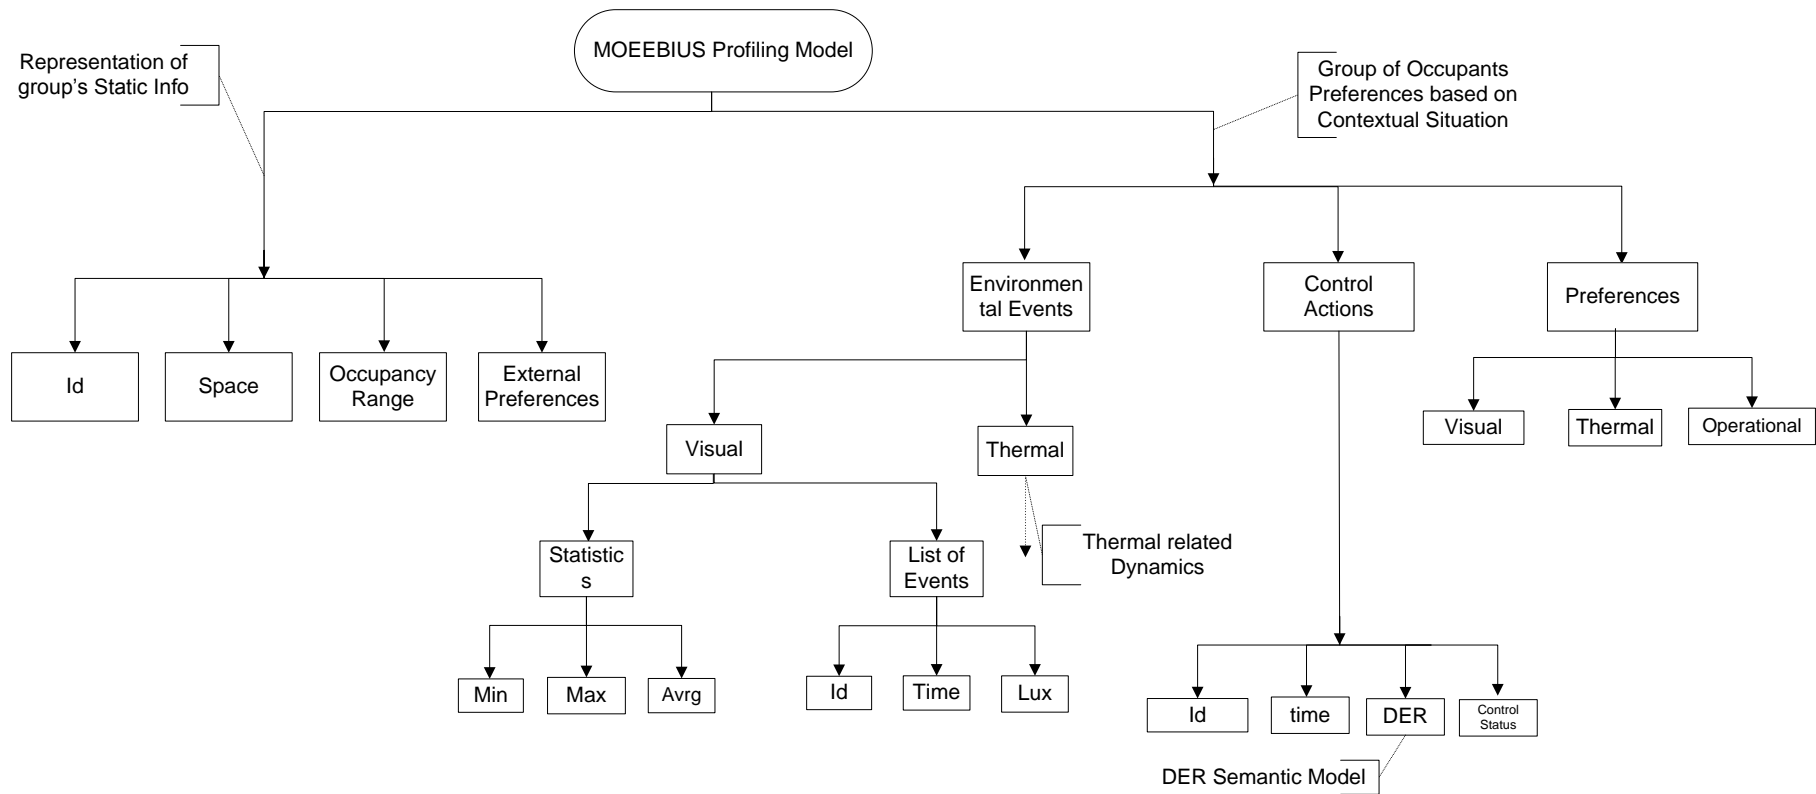 MOEEBIUS Profiling Model
Representation of
group's Static Info
Group of Occupants
Preferences based on
Contextual Situation
Environmen
tal Events
Control
Actions
Preferences
Id
Space
Occupancy
Range
External
Preferences
Visual
Thermal
Visual
Thermal
Operational
Statistic
s
List of
Events
Thermal related
Dynamics
Min
Max
Avrg
Id
Time
Lux
Id
time
DER
Control
Status
DER Semantic Model